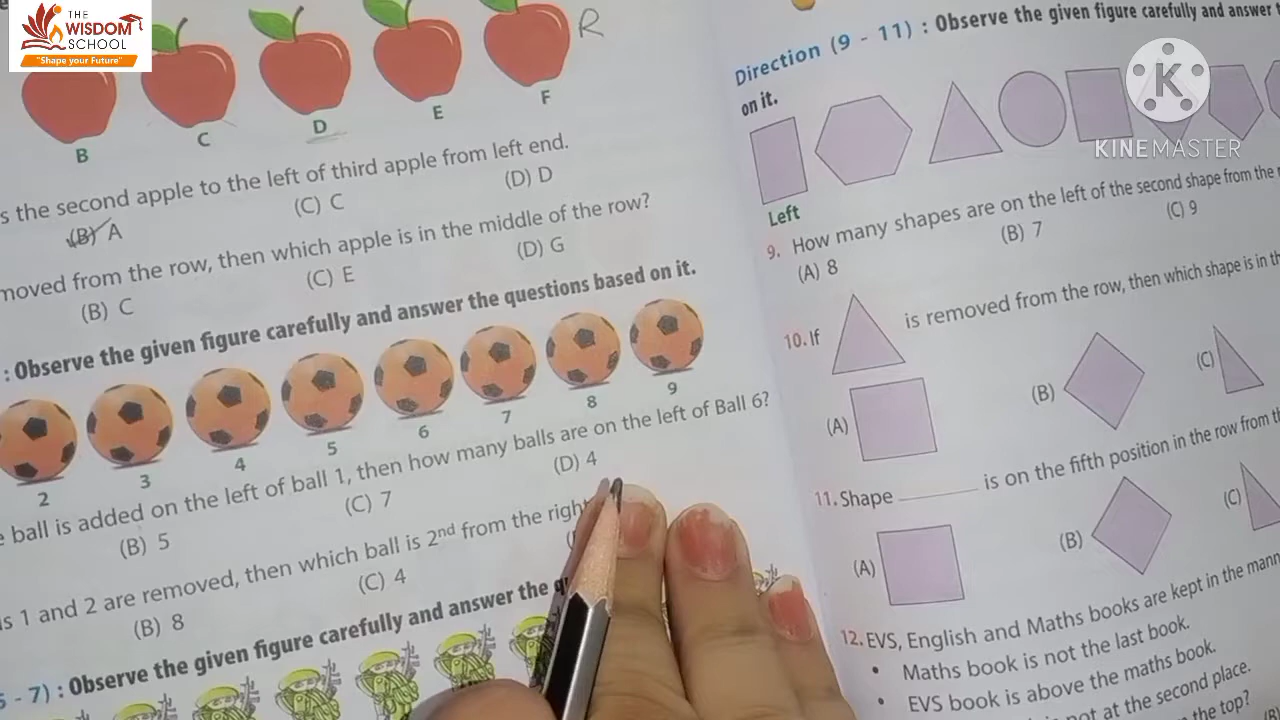 THE
WISDOM
SCHOOL
"Shape your Future"
R
B
C
D
E
F
s the second apple to the left of third apple from left end.
(B) A
(C) C
(D) D
moved from the row, then which apple is in the middle of the row?
(B) C
(C) E
(D) G
: Observe the given figure carefully and answer the questions based on it.
2
3
4
5
6
7
8
9
e ball is added on the left of ball 1, then how many balls are on the left of Ball 6?
(B) 5
(C) 7
(D) 4
ls 1 and 2 are removed, then which ball is 2nd from the right
(B) 8
(C) 4
- 7) : Observe the given figure carefully and answer the
Direction (9 - 11) : Observe the given figure carefully and answer
on it.
K
KINEMASTER
Left
9. How many shapes are on the left of the second shape from the
(A) 8
(B) 7
(C) 9
10. If
is removed from the row, then which shape is in
(A)
(B)
(C)
11. Shape ________ is on the fifth position in the row from
(A)
(B)
(C)
12. EVS, English and Maths books are kept in the
• Maths book is not the last book.
• EVS book is above the maths book.
not at the second place.
the top?